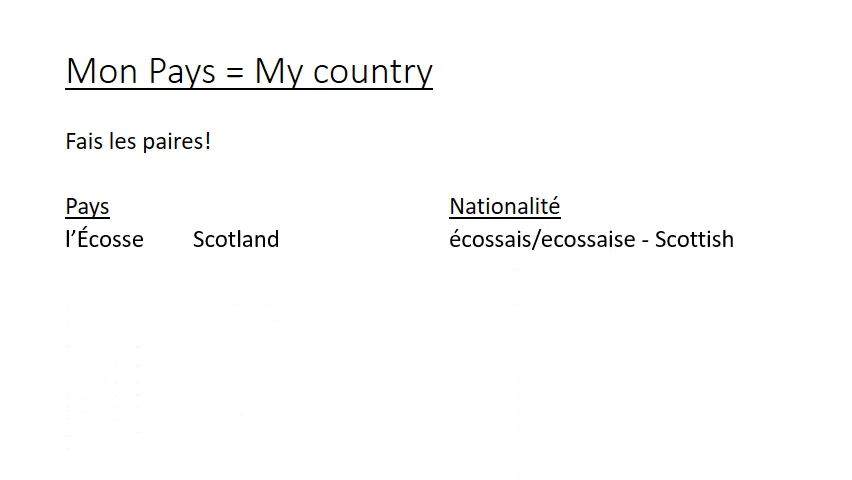 Mon Pays = My country
Fais les paires!
Pays Nationalité
l’Écosse Scotland écossais/ecossaise - Scottish